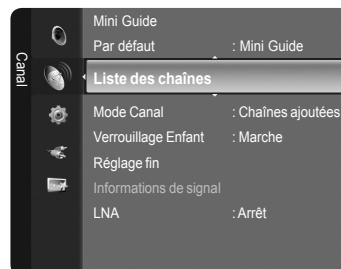 Canal
Mini Guide
Par défaut : Mini Guide
Liste des chaînes
Mode Canal : Chaînes ajoutées
Verrouillage Enfant : Marche
Réglage fin
Informations de signal
LNA : Arrêt